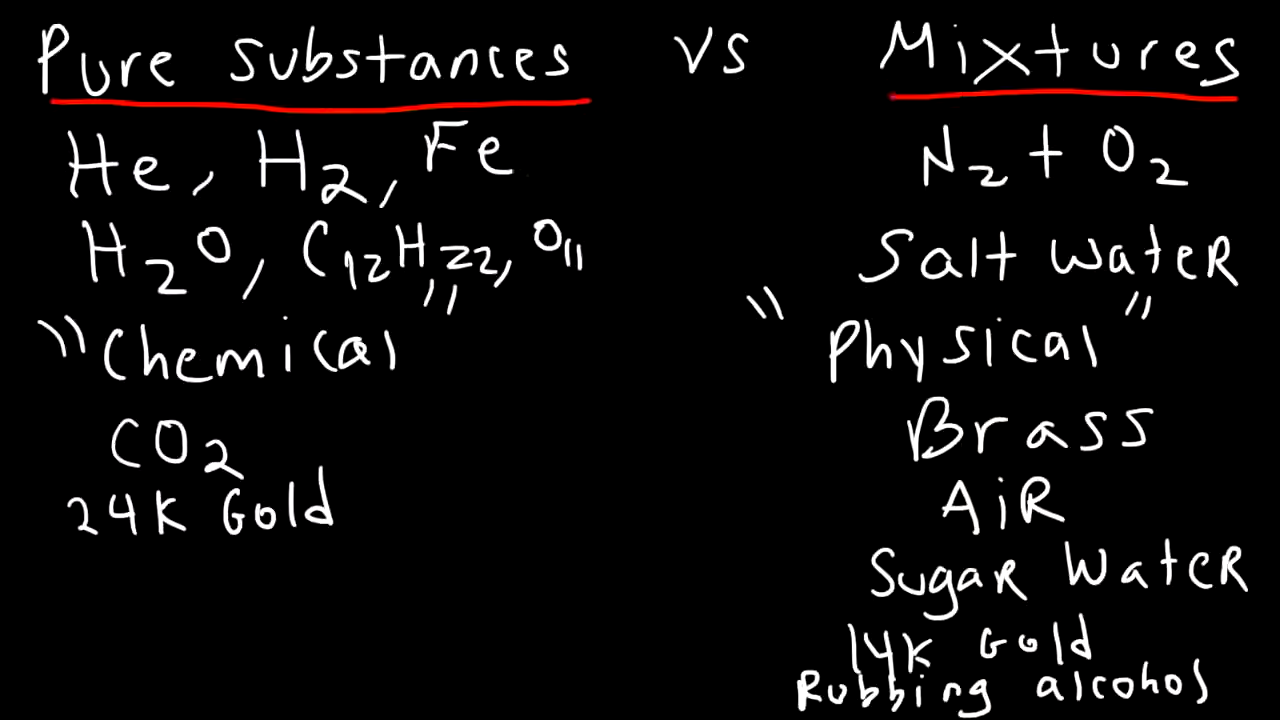 Pure Substances vs Mixtures
He, H₂, Fe
H₂O, C₁₂H₂₂, O₁₁
"Chemical"
CO₂
24K Gold
N₂ + O₂
Salt Water
"Physical"
Brass
AiR
SugaR WateR
14K Gold
Rubbing alcohol